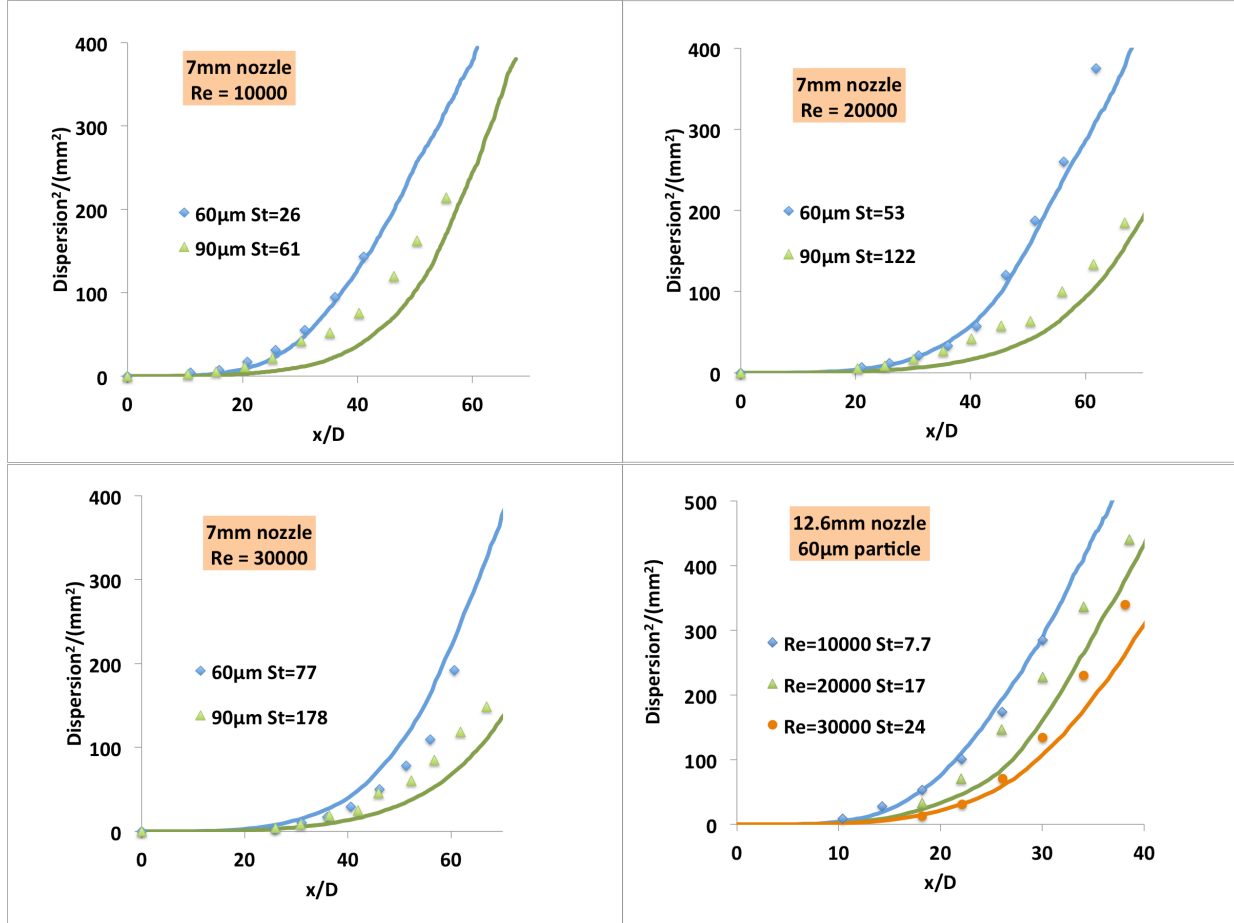 400
300
200
100
0
0
20
40
60
Dispersion²/(mm²)
x/D
7mm nozzle
Re = 10000
60μm St=26
90μm St=61
400
300
200
100
0
0
20
40
60
Dispersion²/(mm²)
x/D
7mm nozzle
Re = 20000
60μm St=53
90μm St=122
400
300
200
100
0
0
20
40
60
Dispersion²/(mm²)
x/D
7mm nozzle
Re = 30000
60μm St=77
90μm St=178
500
400
300
200
100
0
0
10
20
30
40
Dispersion²/(mm²)
x/D
12.6mm nozzle
60μm particle
Re=10000 St=7.7
Re=20000 St=17
Re=30000 St=24